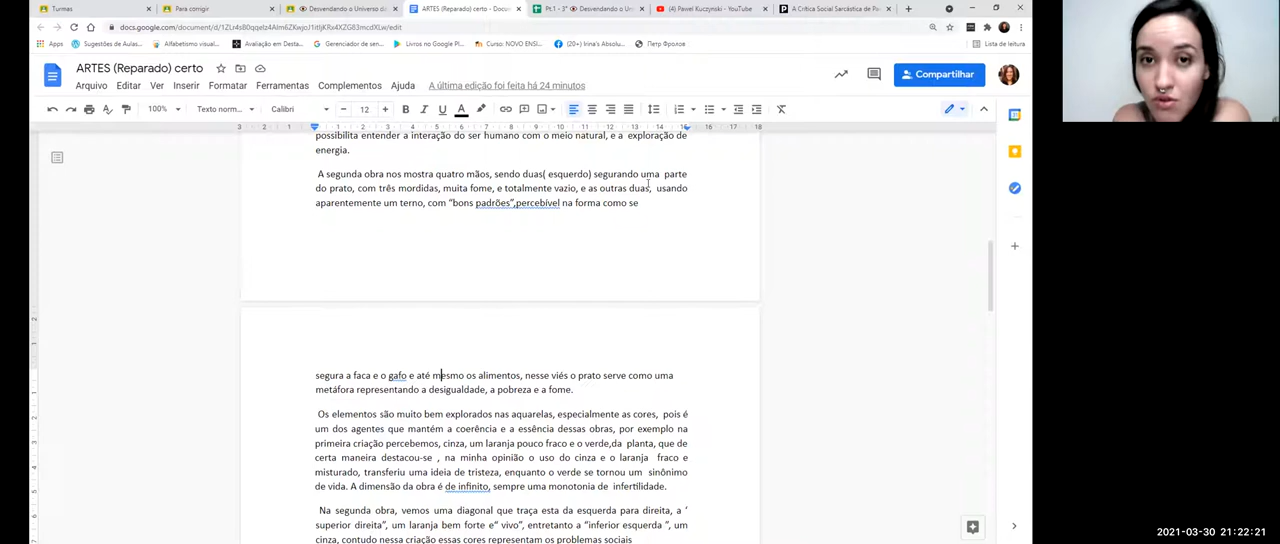 Turmas
Para corrigir
Desvendando o Universo da
ARTES (Reparado) certo - Docu
Pt.1 - 3° Desvendando o Uni
(4) Pawel Kuczynski - YouTube
A Crítica Social Sarcástica de Pa
Apps
Sugestões de Aulas...
Alfabetismo visual...
Avaliação em Desta...
Gerenciador de sen...
Livros no Google Pl...
Curso: NOVO ENSI...
(20+) Irina's Absolu...
Петр Фролов
Lista de leitura
ARTES (Reparado) certo
Arquivo Editar Ver Inserir Formatar Ferramentas Complementos Ajuda A última edição foi feita há 24 minutos
Compartilhar
100% Texto norm... Calibri 12
possibilita entender a interação do ser humano com o meio natural, e a exploração de
energia.
A segunda obra nos mostra quatro mãos, sendo duas( esquerdo) segurando uma parte
do prato, com três mordidas, muita fome, e totalmente vazio, e as outras duas, usando
aparentemente um terno, com “bons padrões”,percebível na forma como se
segura a faca e o gafo e até mesmo os alimentos, nesse viés o prato serve como uma
metáfora representando a desigualdade, a pobreza e a fome.
Os elementos são muito bem explorados nas aquarelas, especialmente as cores, pois é
um dos agentes que mantém a coerência e a essência dessas obras, por exemplo na
primeira criação percebemos, cinza, um laranja pouco fraco e o verde,da planta, que de
certa maneira destacou-se , na minha opinião o uso do cinza e o laranja fraco e
misturado, transferiu uma ideia de tristeza, enquanto o verde se tornou um sinônimo
de vida. A dimensão da obra é de infinito, sempre uma monotonia de infertilidade.
Na segunda obra, vemos uma diagonal que traça esta da esquerda para direita, a ‘
superior direita”, um laranja bem forte e“ vivo”, entretanto a “inferior esquerda ”, um
cinza, contudo nessa criação essas cores representam os problemas sociais
2021-03-30 21:22:21